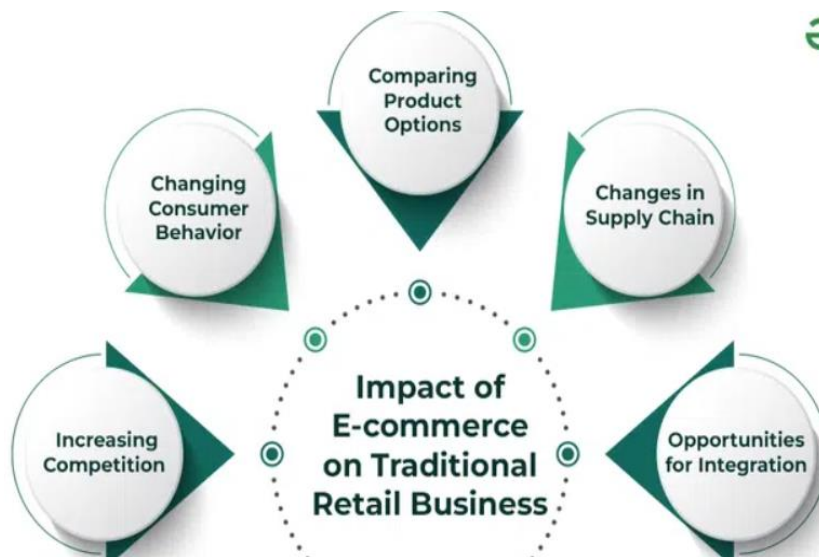 Comparing
Product
Options
Changing
Consumer
Behavior
Changes in
Supply Chain
Increasing
Competition
Impact of
E-commerce
on Traditional
Retail Business
Opportunities
for Integration